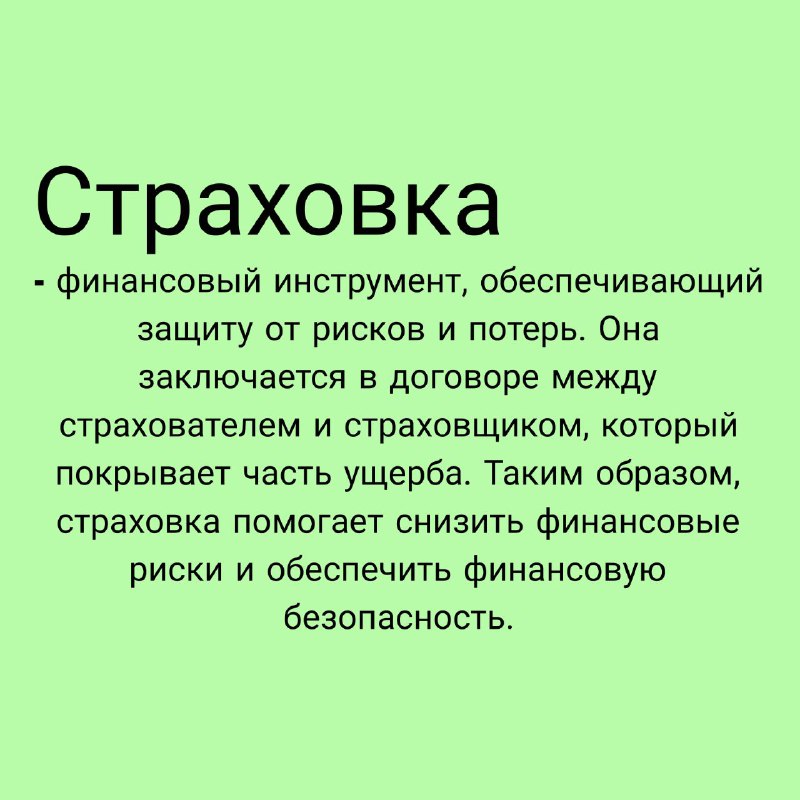 Страховка
- финансовый инструмент, обеспечивающий
защиту от рисков и потерь. Она
заключается в договоре между
страхователем и страховщиком, который
покрывает часть ущерба. Таким образом,
страховка помогает снизить финансовые
риски и обеспечить финансовую
безопасность.